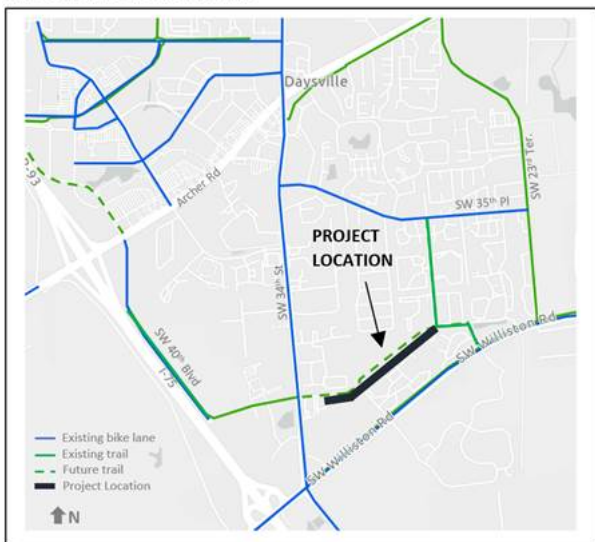 Daysville
R-93
Archer Rd
SW 35th Pl
SW 23rd Ter.
PROJECT
LOCATION
SW 34th St
SW 40th Blvd
I-75
SW Williston Rd
SW Williston Rd
Existing bike lane
Existing trail
Future trail
Project Location
N